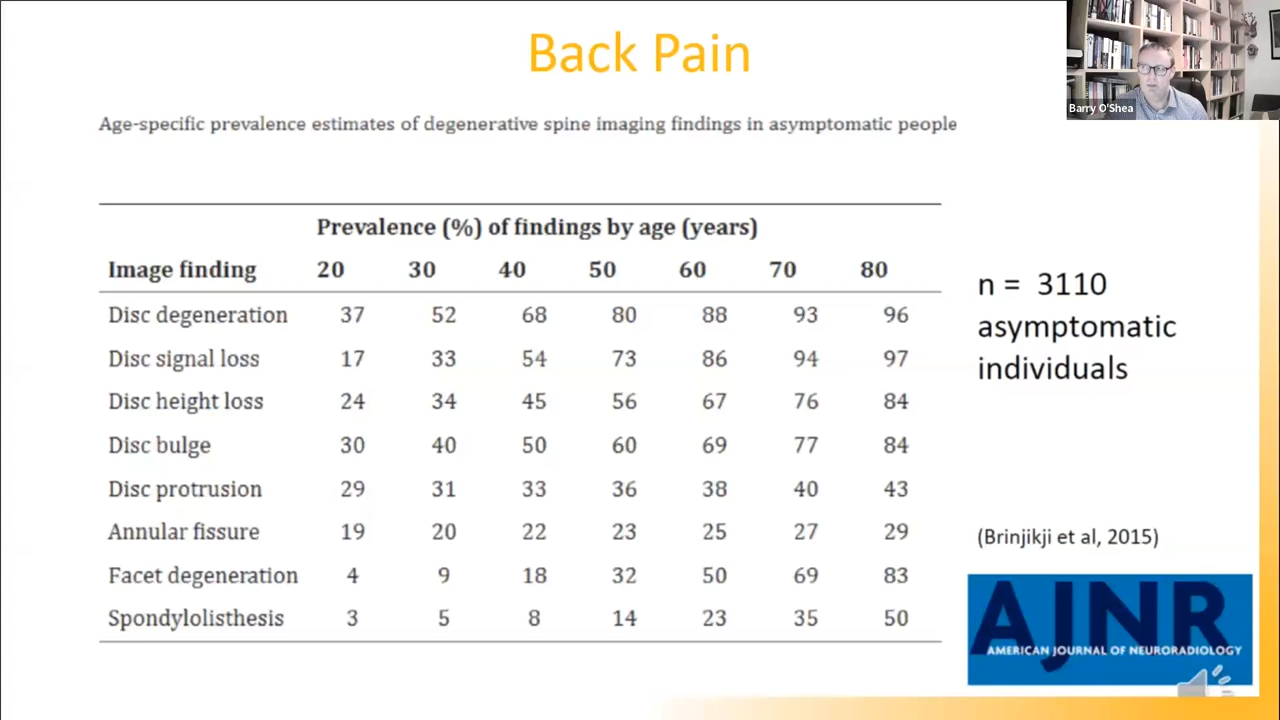 Back Pain
Barry O'Shea
Age-specific prevalence estimates of degenerative spine imaging findings in asymptomatic people
Prevalence (%) of findings by age (years)
Image finding 20 30 40 50 60 70 80
Disc degeneration 37 52 68 80 88 93 96
Disc signal loss 17 33 54 73 86 94 97
Disc height loss 24 34 45 56 67 76 84
Disc bulge 30 40 50 60 69 77 84
Disc protrusion 29 31 33 36 38 40 43
Annular fissure 19 20 22 23 25 27 29
Facet degeneration 4 9 18 32 50 69 83
Spondylolisthesis 3 5 8 14 23 35 50
n = 3110
asymptomatic
individuals
(Brinjikji et al, 2015)
AJNR
AMERICAN JOURNAL OF NEURORADIOLOGY